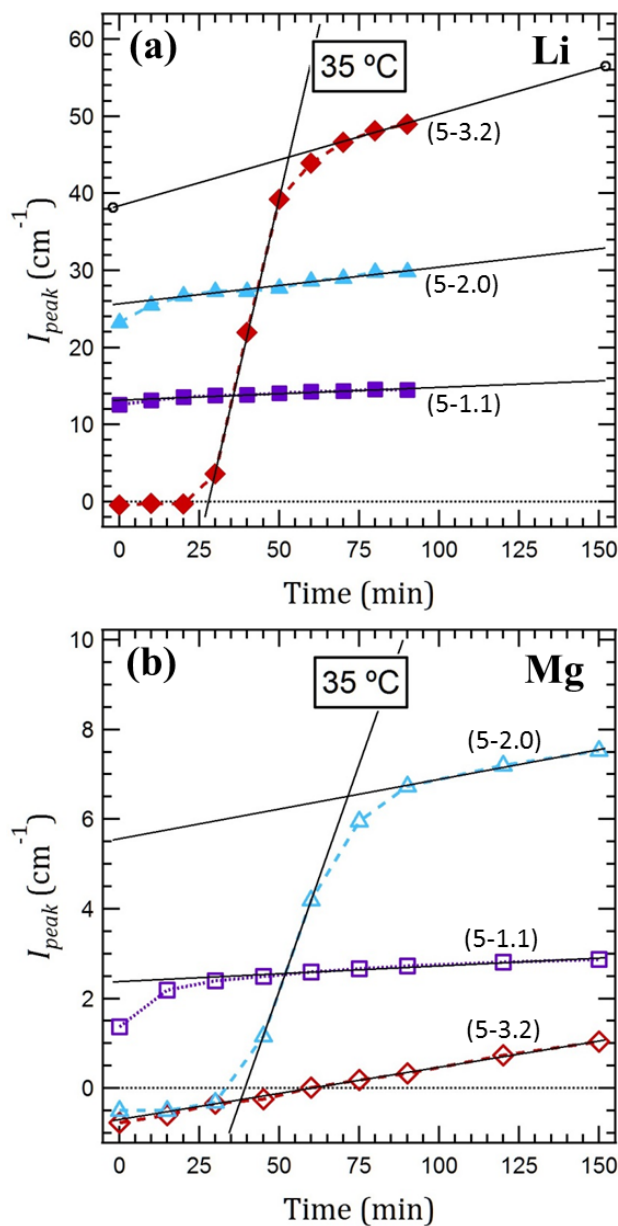 (a)
Li
35 ºC
(5-3.2)
(5-2.0)
(5-1.1)
60
50
40
30
20
10
0
I_peak (cm⁻¹)
0 25 50 75 100 125 150
Time (min)
(b)
Mg
35 ºC
(5-2.0)
(5-1.1)
(5-3.2)
10
8
6
4
2
0
I_peak (cm⁻¹)
0 25 50 75 100 125 150
Time (min)